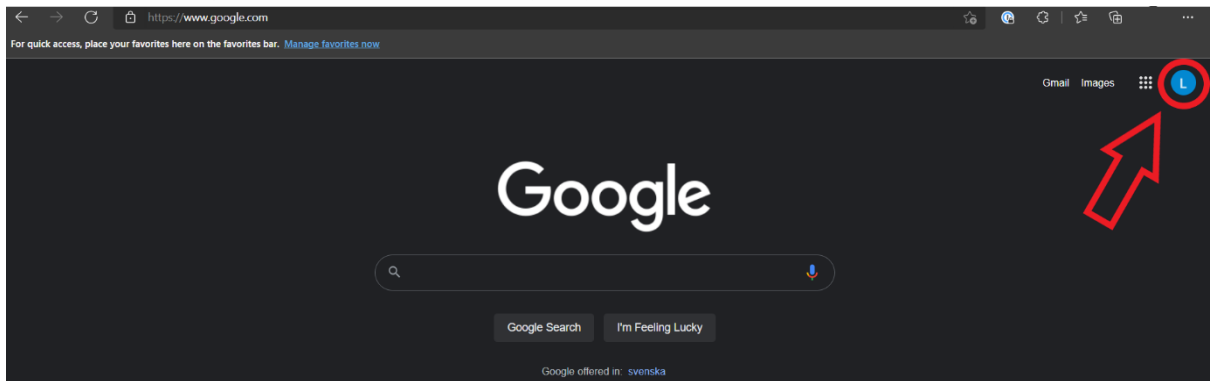 https://www.google.com
For quick access, place your favorites here on the favorites bar. Manage favorites now
Gmail Images L
Google
Google Search I'm Feeling Lucky
Google offered in: svenska